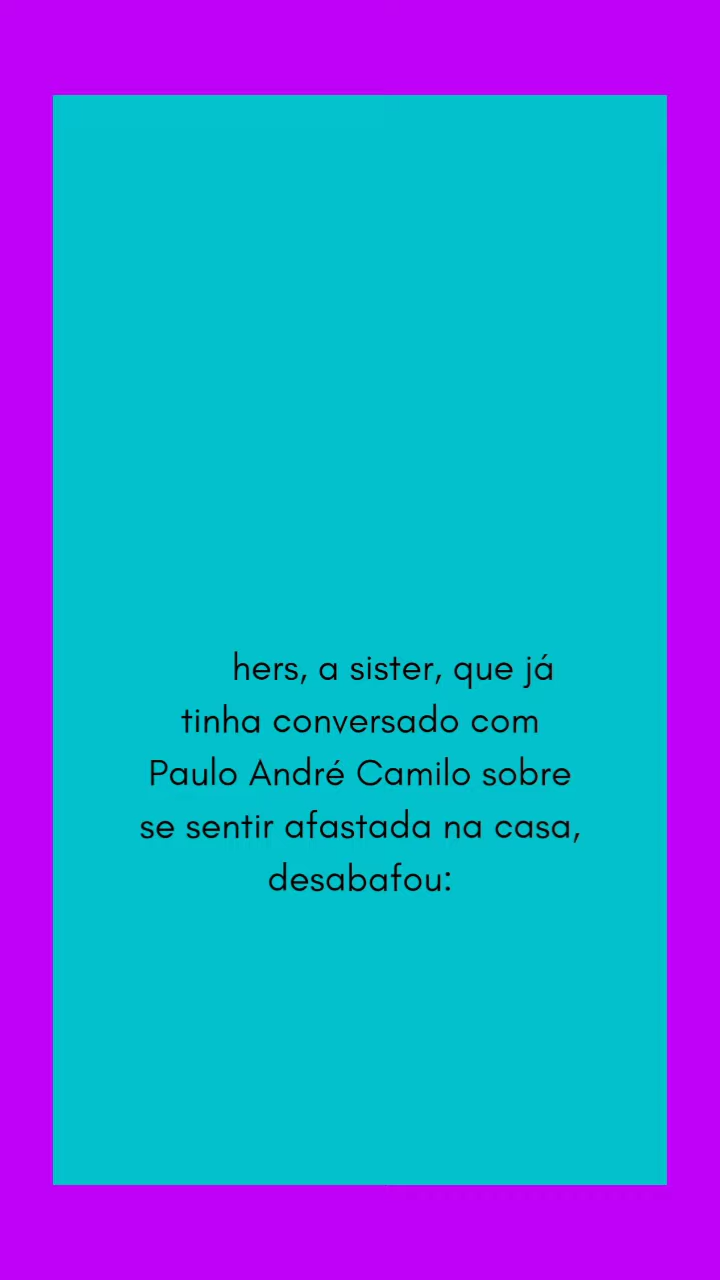 hers, a sister, que já
tinha conversado com
Paulo André Camilo sobre
se sentir afastada na casa,
desabafou: